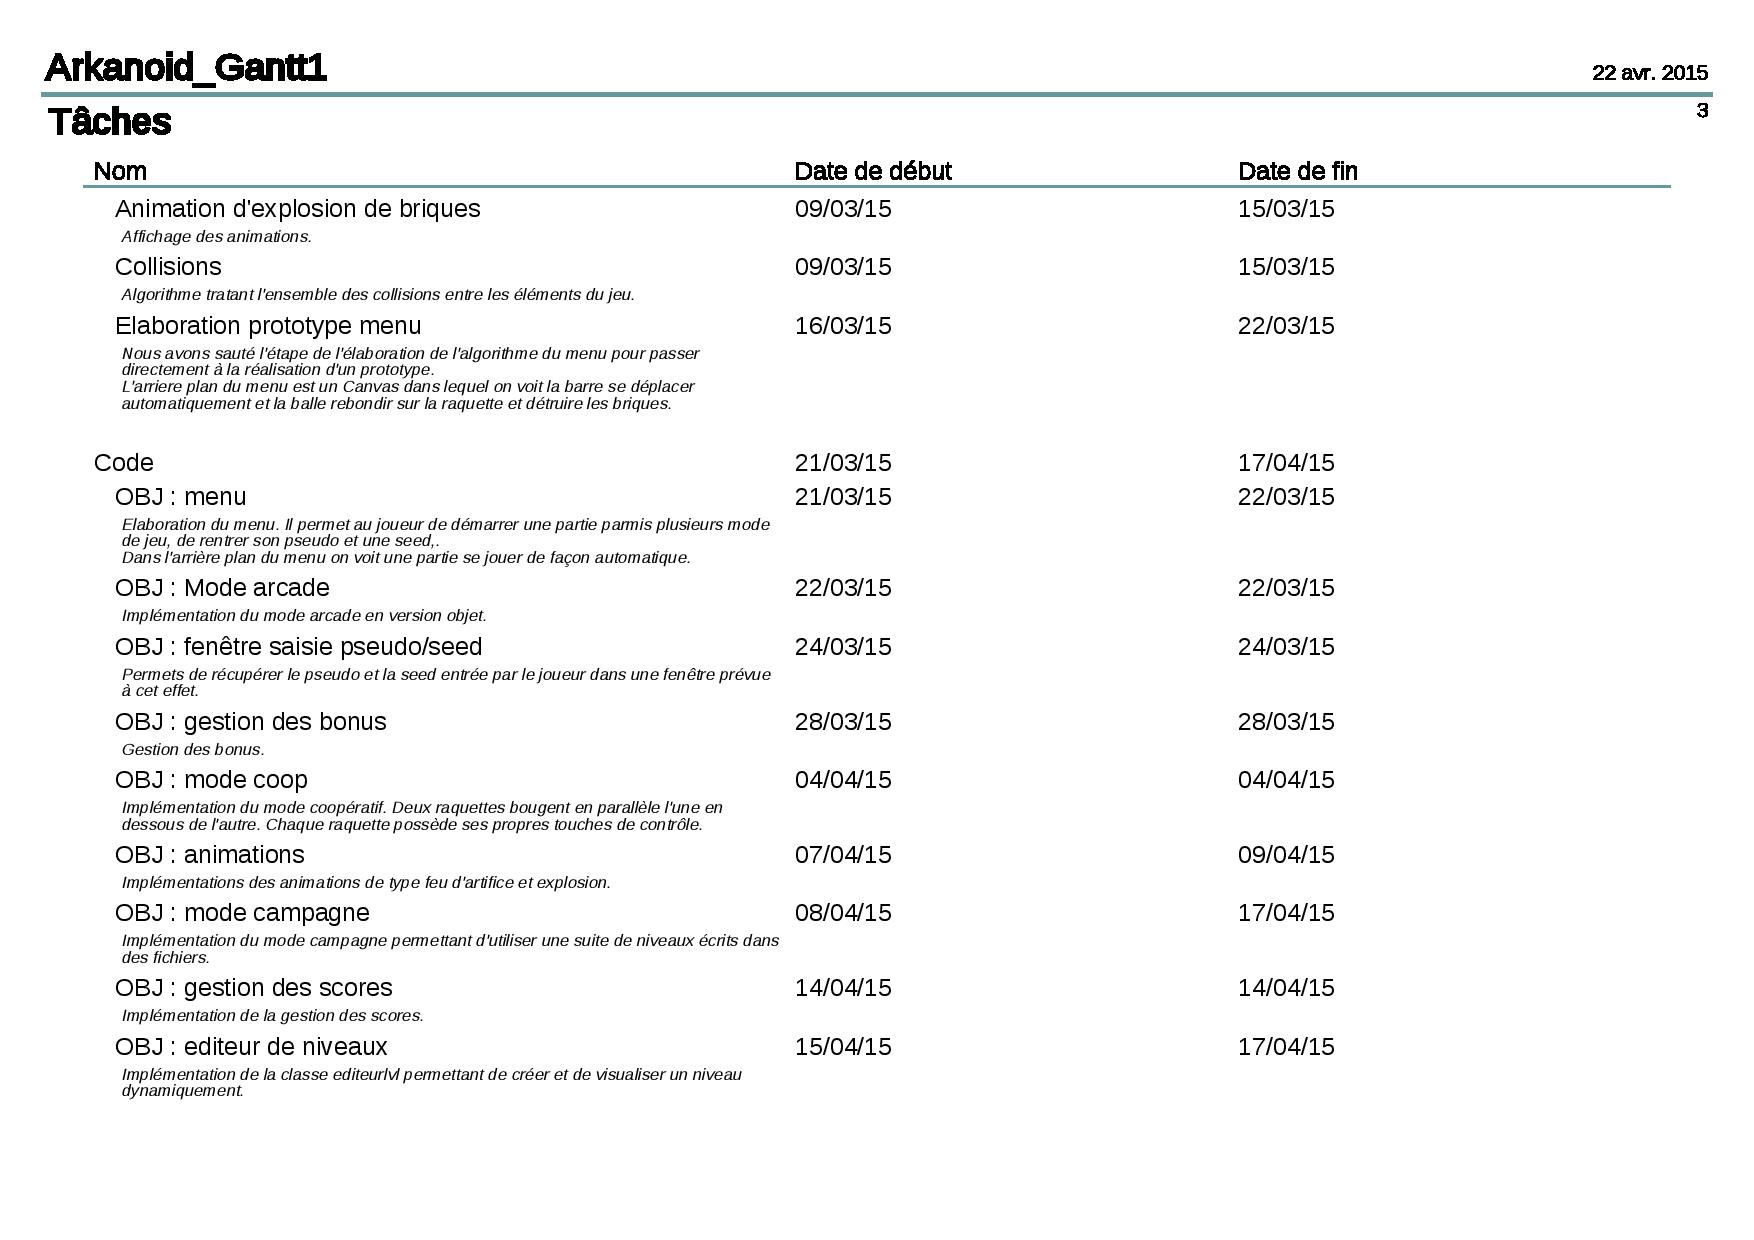 Arkanoid_Gantt1
22 avr. 2015
Tâches
3
Nom Date de début Date de fin
Animation d'explosion de briques 09/03/15 15/03/15
Affichage des animations.
Collisions 09/03/15 15/03/15
Algorithme tratant l'ensemble des collisions entre les éléments du jeu.
Elaboration prototype menu 16/03/15 22/03/15
Nous avons sauté l'étape de l'élaboration de l'algorithme du menu pour passer
directement à la réalisation d'un prototype.
L'arriere plan du menu est un Canvas dans lequel on voit la barre se déplacer
automatiquement et la balle rebondir sur la raquette et détruire les briques.
Code 21/03/15 17/04/15
OBJ : menu 21/03/15 22/03/15
Elaboration du menu. Il permet au joueur de démarrer une partie parmis plusieurs mode
de jeu, de rentrer son pseudo et une seed,.
Dans l'arrière plan du menu on voit une partie se jouer de façon automatique.
OBJ : Mode arcade 22/03/15 22/03/15
Implémentation du mode arcade en version objet.
OBJ : fenêtre saisie pseudo/seed 24/03/15 24/03/15
Permets de récupérer le pseudo et la seed entrée par le joueur dans une fenêtre prévue
à cet effet.
OBJ : gestion des bonus 28/03/15 28/03/15
Gestion des bonus.
OBJ : mode coop 04/04/15 04/04/15
Implémentation du mode coopératif. Deux raquettes bougent en parallèle l'une en
dessous de l'autre. Chaque raquette possède ses propres touches de contrôle.
OBJ : animations 07/04/15 09/04/15
Implémentations des animations de type feu d'artifice et explosion.
OBJ : mode campagne 08/04/15 17/04/15
Implémentation du mode campagne permettant d'utiliser une suite de niveaux écrits dans
des fichiers.
OBJ : gestion des scores 14/04/15 14/04/15
Implémentation de la gestion des scores.
OBJ : editeur de niveaux 15/04/15 17/04/15
Implémentation de la classe editeurlvl permettant de créer et de visualiser un niveau
dynamiquement.